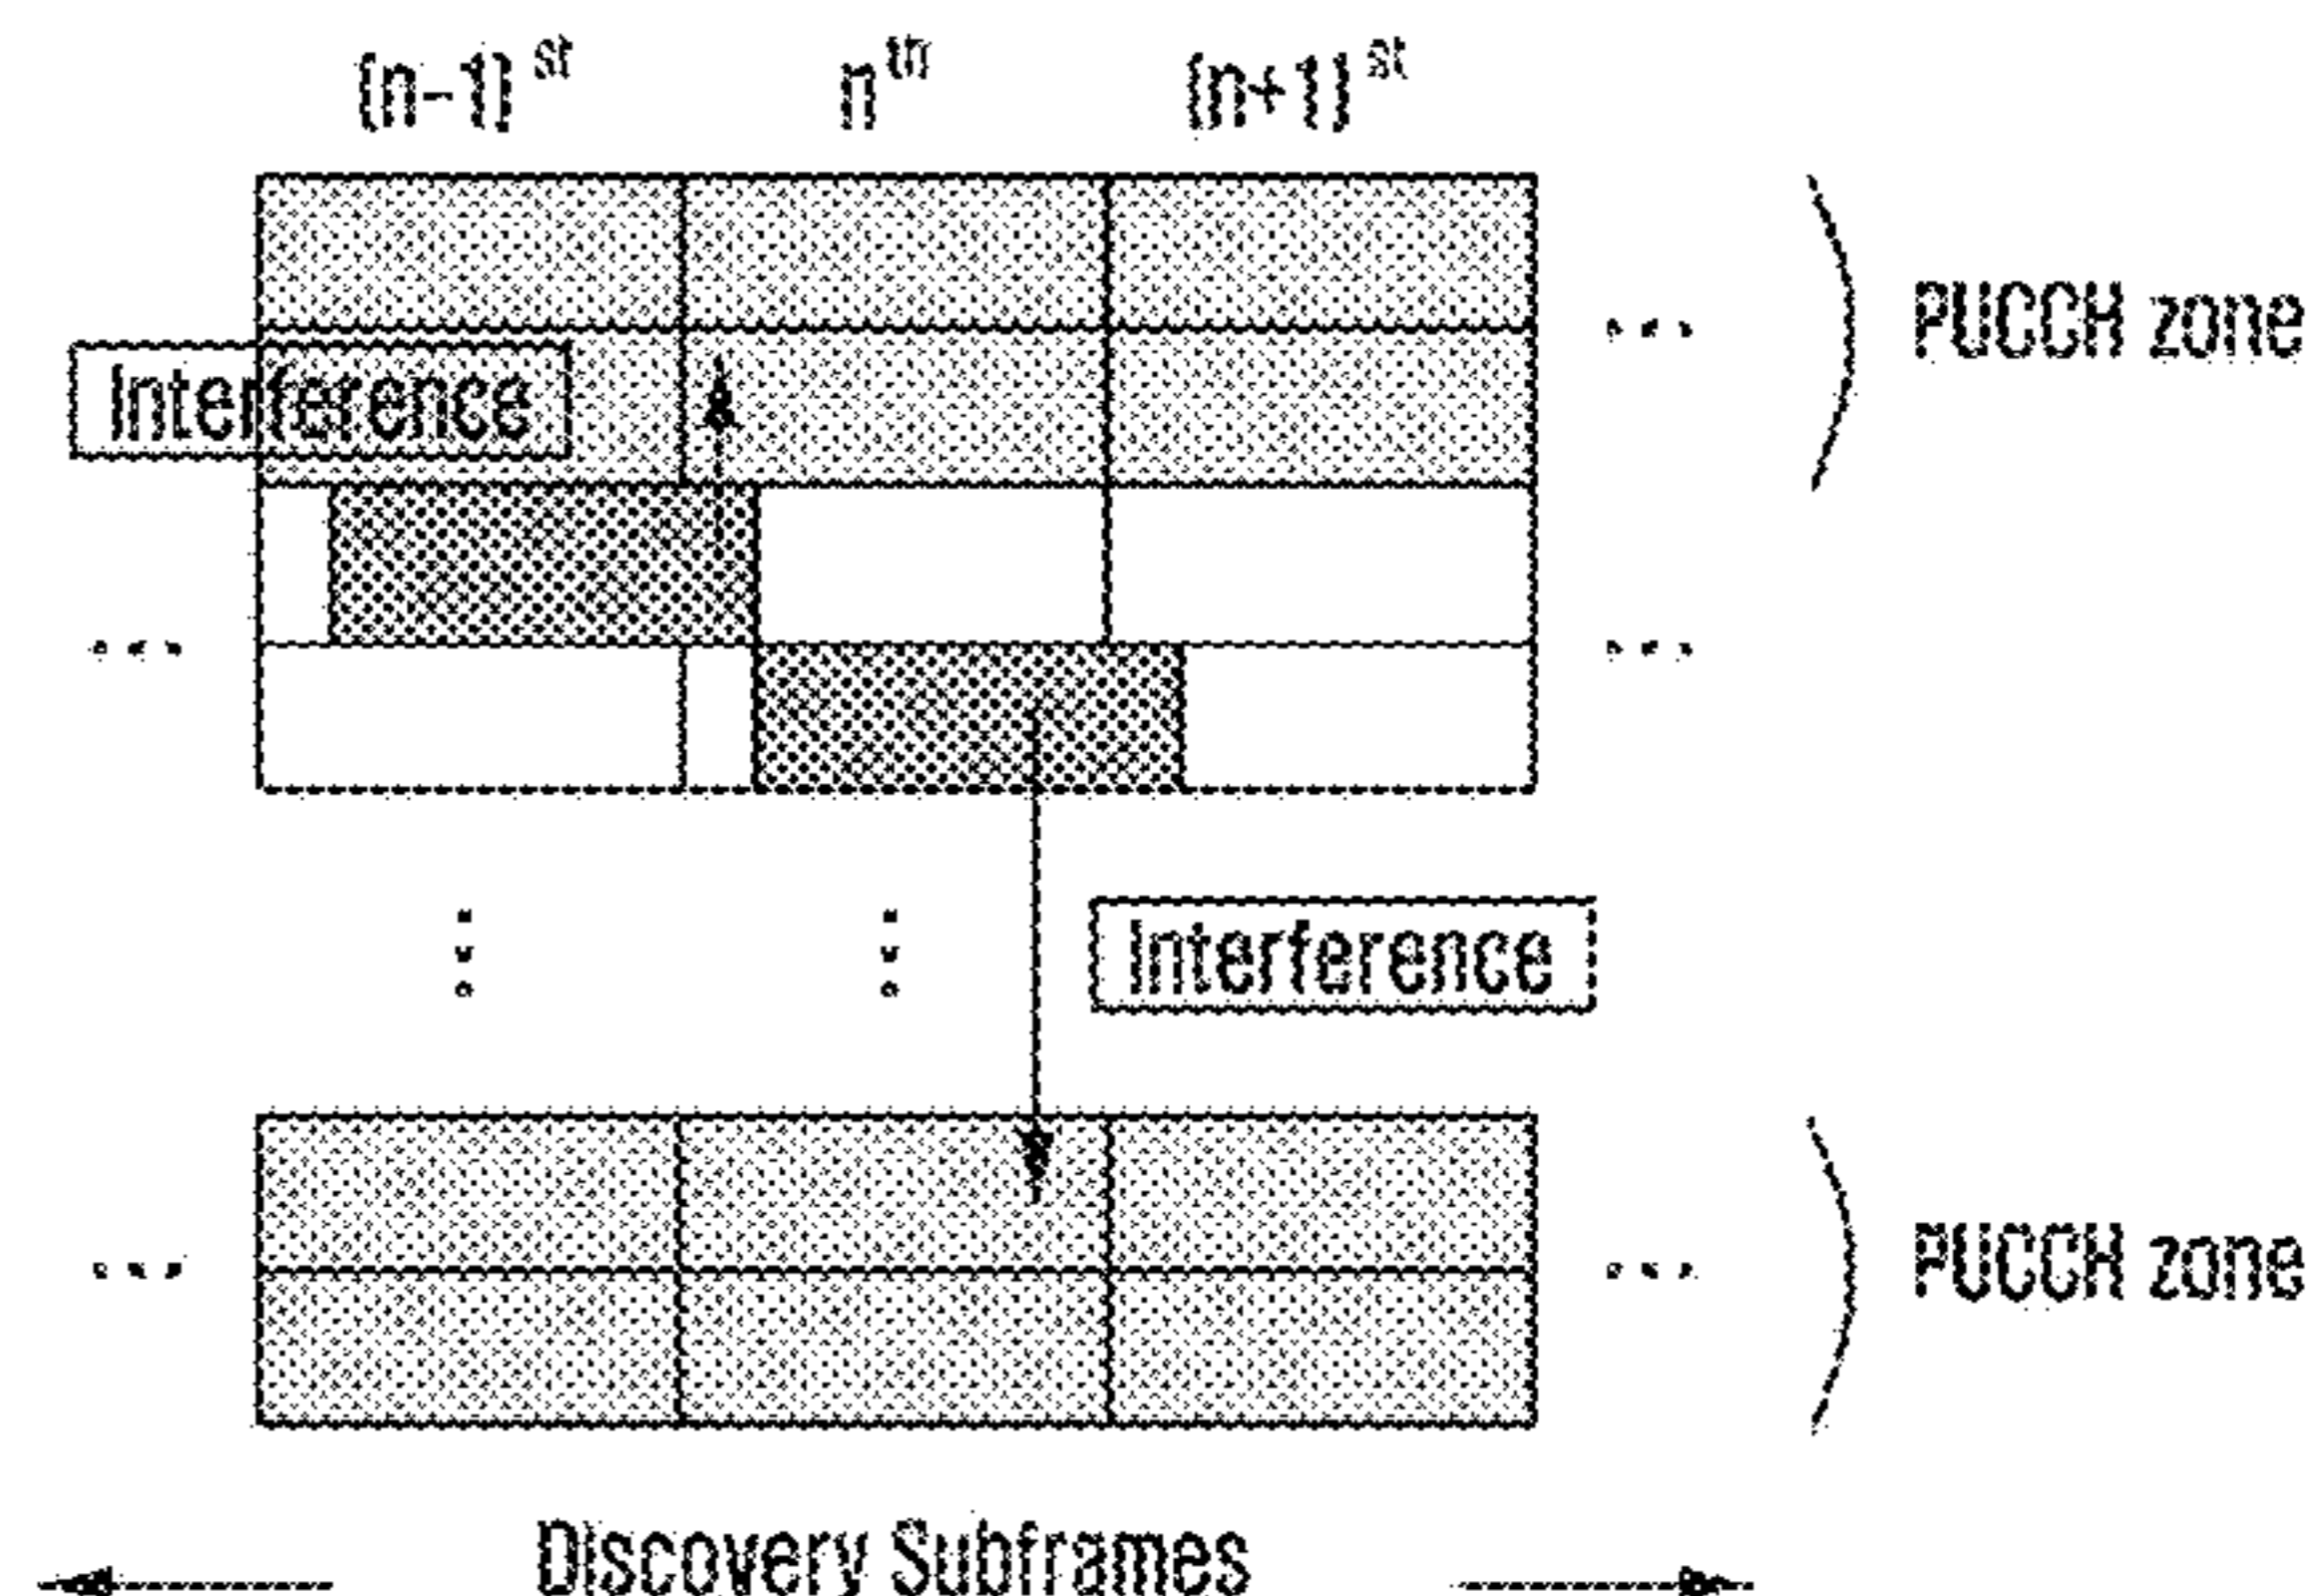 (n-1)st nth (n+1)st
PUCCH zone
Interference
Interference
PUCCH zone
Discovery Subframes